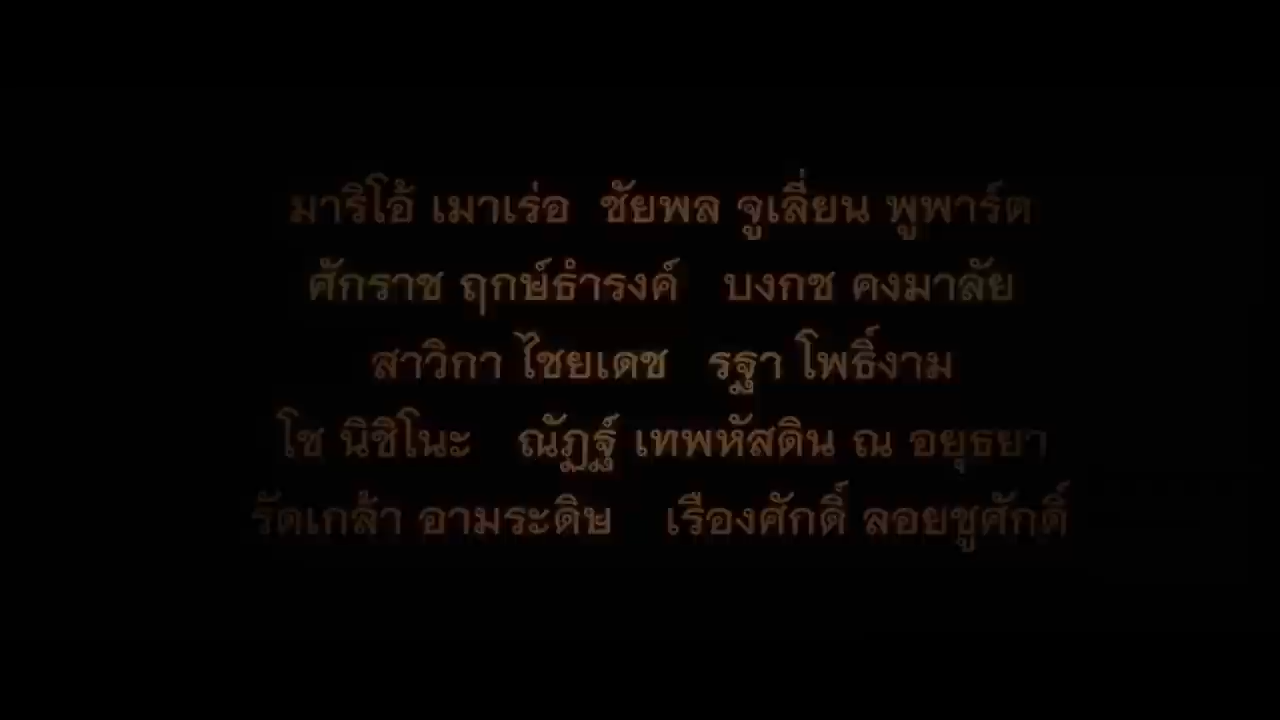 มาริโอ้ เมาเร่อ ชัยพล จูเลี่ยน พูพาร์ต
ศักราช ฤกษ์ธำรงค์ บงกช คงมาลัย
สาวิกา ไชยเดช รฐา โพธิ์งาม
โช นิชิโนะ ณัฏฐ์ เทพหัสดิน ณ อยุธยา
รัดเกล้า อามระดิษ เรืองศักดิ์ ลอยชูศักดิ์